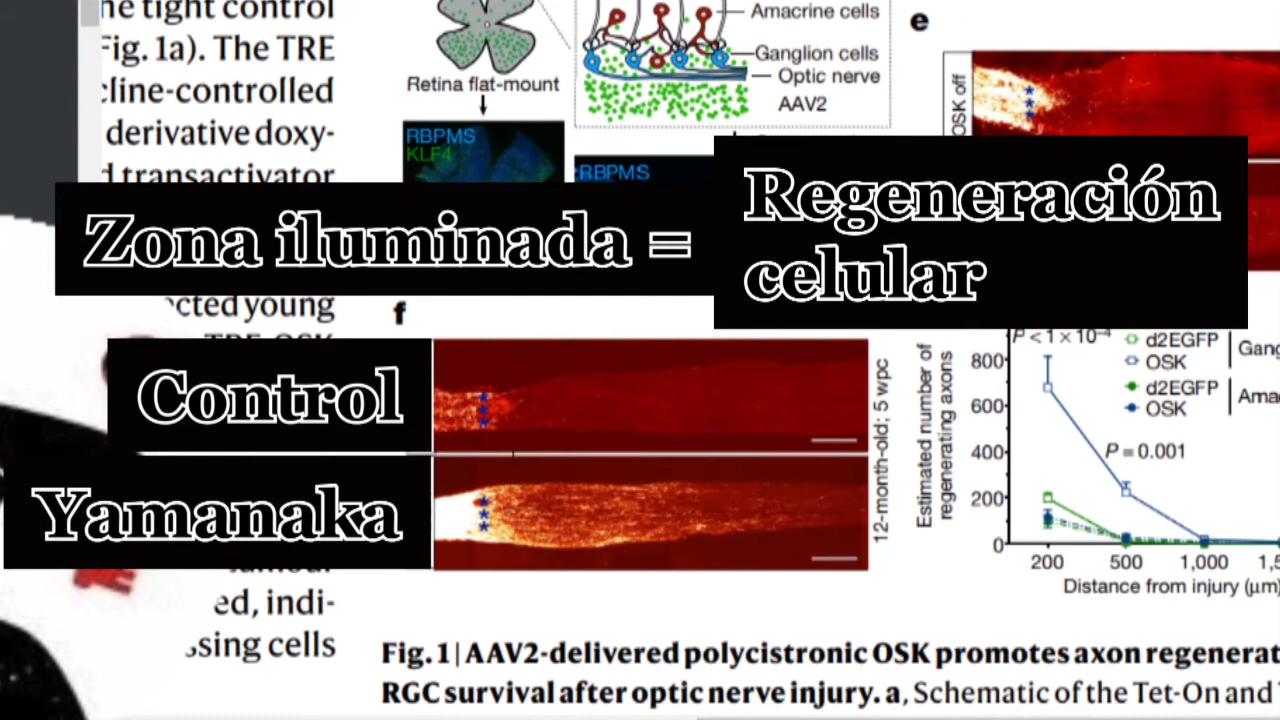 he tight control
Fig. 1a). The TRE
cline-controlled
derivative doxy-
d transactivator
cted young
ed, indi-
sing cells
Retina flat-mount
RBPMS
KLF4
Amacrine cells
Ganglion cells
Optic nerve
AAV2
RBPMS
e
OSK off
Zona iluminada =
Regeneración
celular
f
Control
Yamanaka
12-month-old; 5 wpc
Estimated number of
regenerating axons
800
600
400
200
0
P < 1 × 10⁻⁴
P = 0.001
d2EGFP
OSK
Gang
d2EGFP
OSK
Ama
200 500 1,000 1,5
Distance from injury (μm)
Fig. 1 | AAV2-delivered polycistronic OSK promotes axon regenerat
RGC survival after optic nerve injury. a, Schematic of the Tet-On and